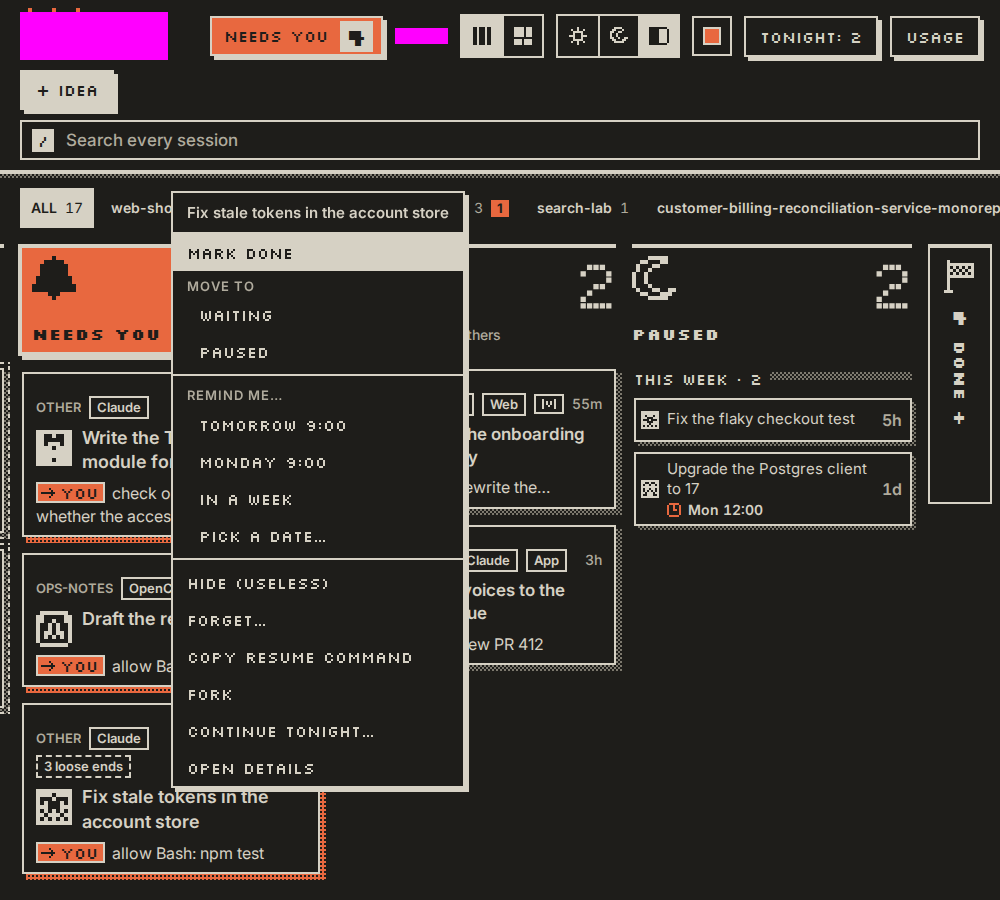 NEEDS YOU
TONIGHT: 2
USAGE
+ IDEA
/ Search every session
ALL 17
web-sho
3 1
search-lab 1
customer-billing-reconciliation-service-monorep
Fix stale tokens in the account store
MARK DONE
MOVE TO
WAITING
PAUSED
REMIND ME...
TOMORROW 9:00
MONDAY 9:00
IN A WEEK
PICK A DATE…
HIDE (USELESS)
FORGET…
COPY RESUME COMMAND
FORK
CONTINUE TONIGHT…
OPEN DETAILS
NEEDS YOU
OTHER Claude
Write the T
module for
→ YOU check o
whether the acces
OPS-NOTES OpenC
Draft the re
→ YOU allow Ba
OTHER Claude
3 loose ends
Fix stale tokens in the
account store
→ YOU allow Bash: npm test
2
thers
Web 55m
he onboarding
y
ewrite the...
Claude App 3h
voices to the
ue
ew PR 412
2
PAUSED
THIS WEEK · 2
Fix the flaky checkout test 5h
Upgrade the Postgres client
to 17 1d
Mon 12:00
DONE